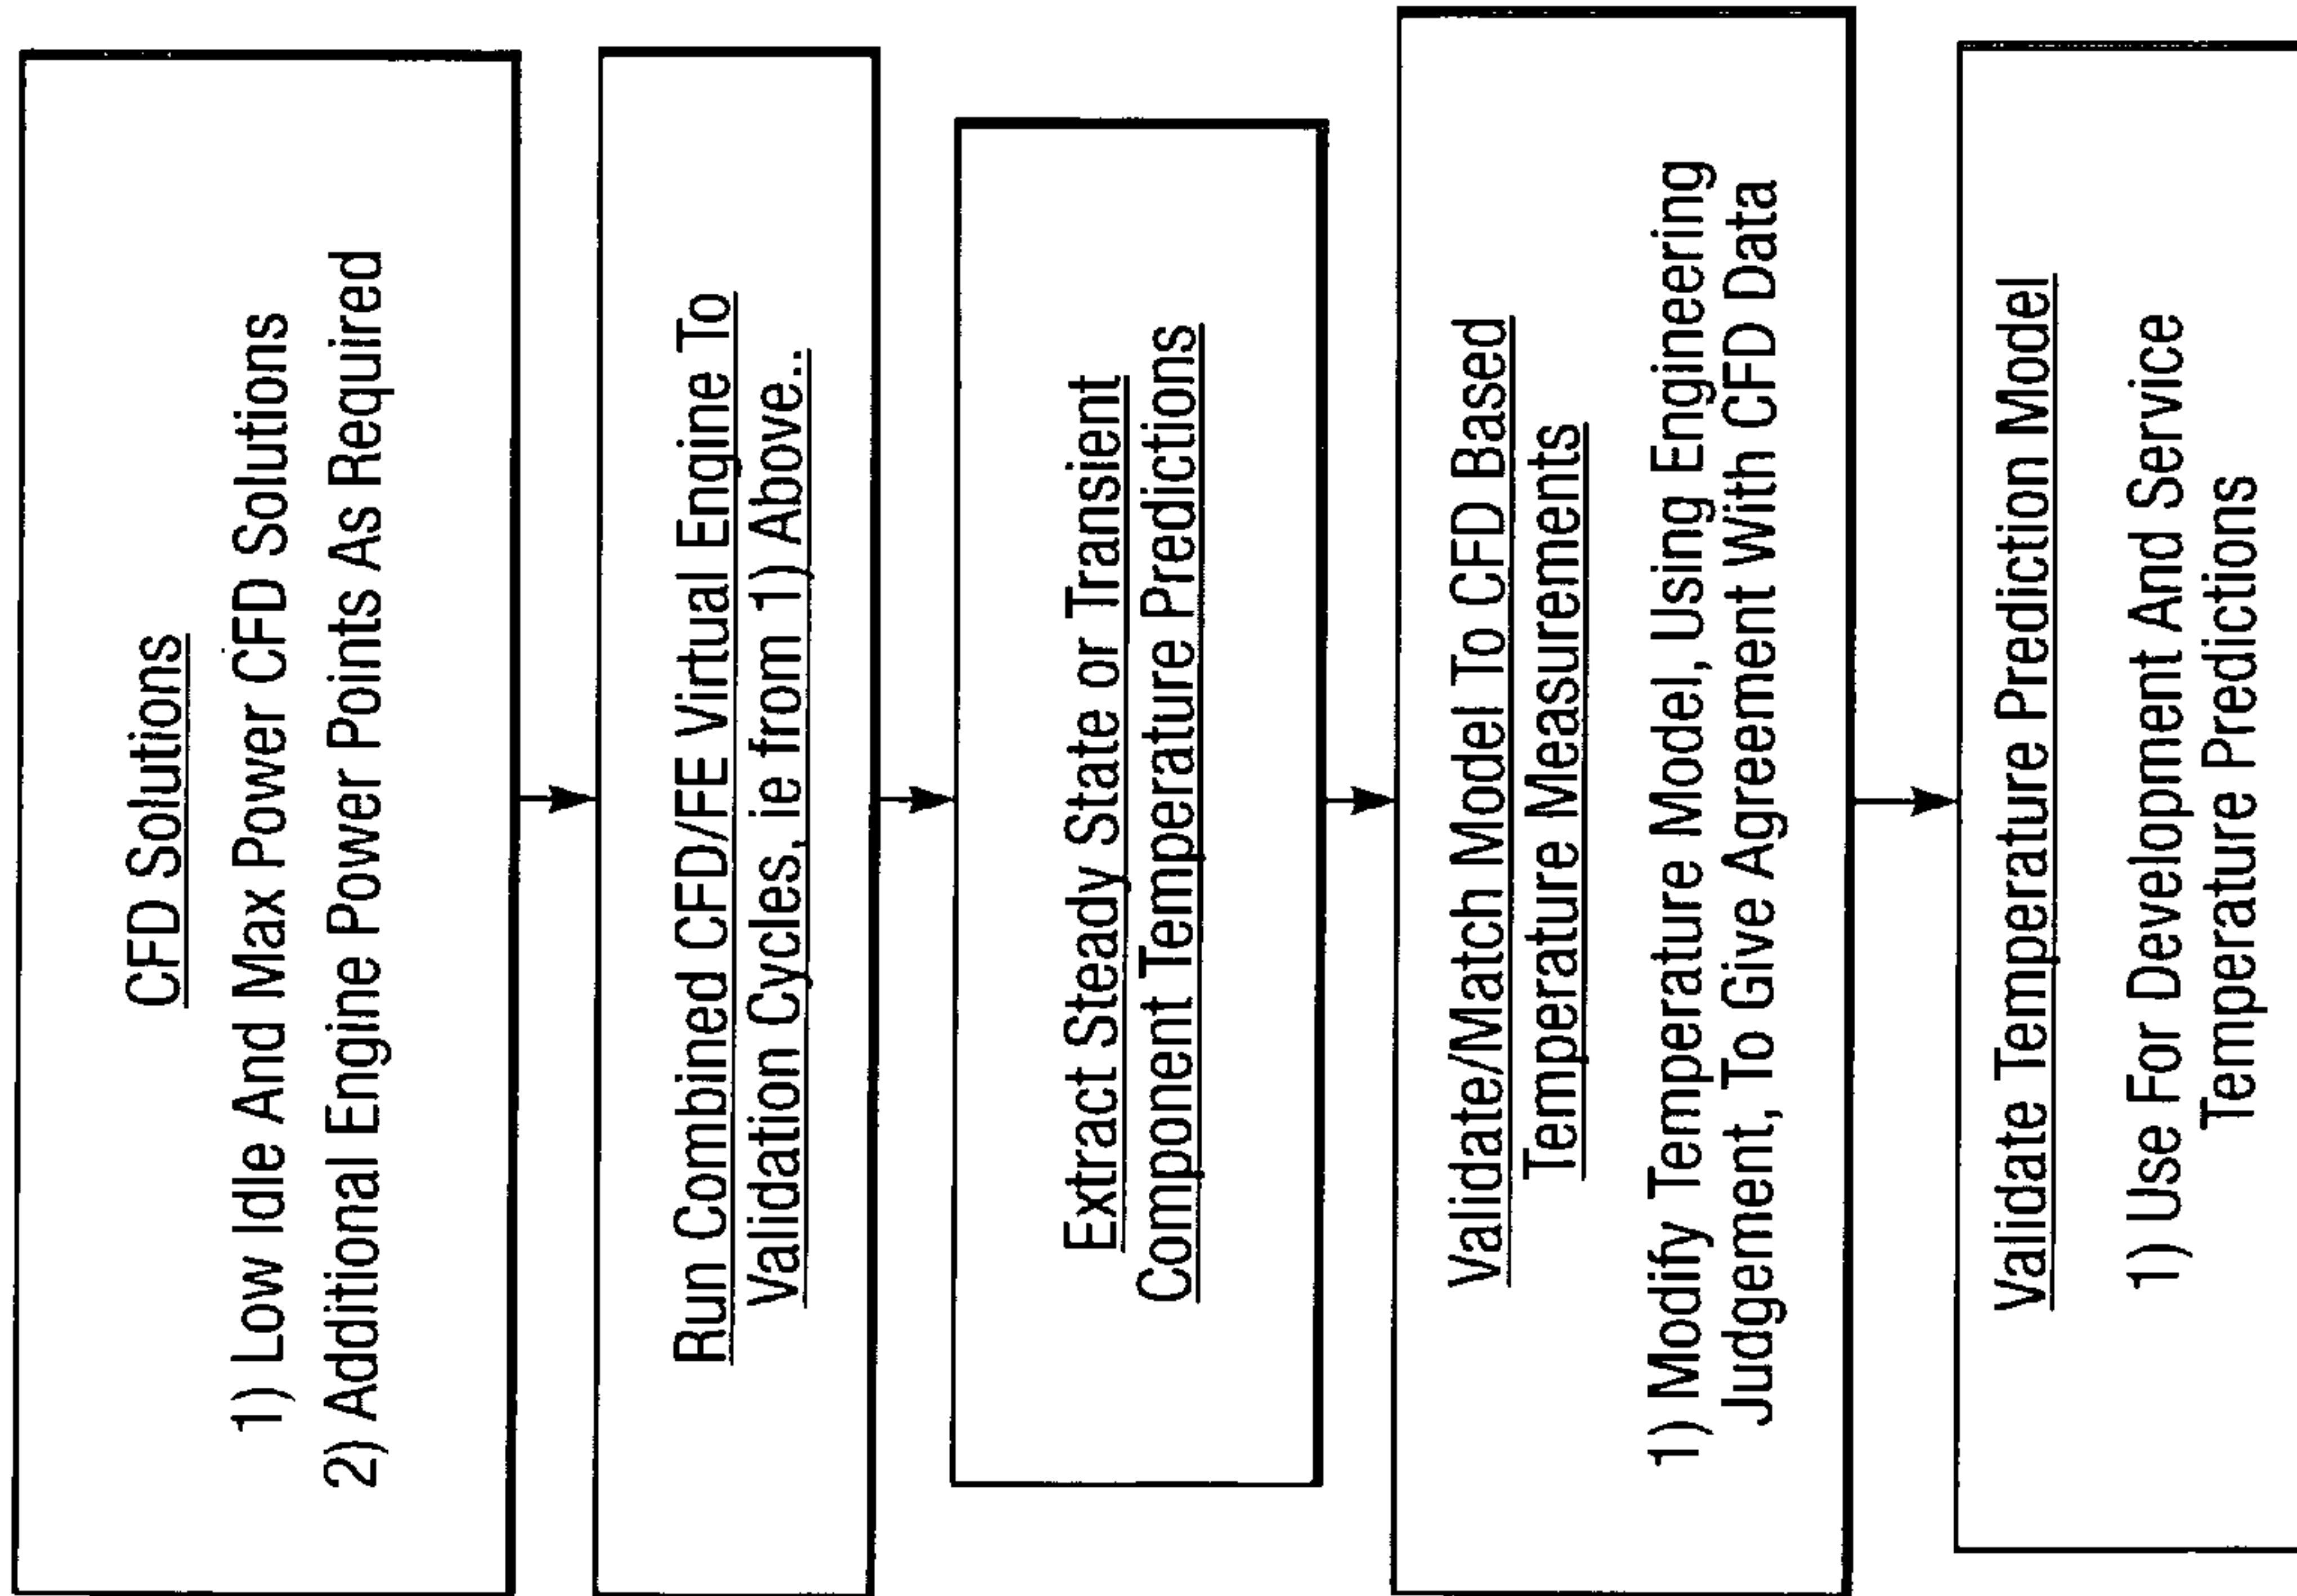 CFD Solutions
1) Low Idle And Max Power CFD Solutions
2) Additional Engine Power Points As Required
Run Combined CFD/FE Virtual Engine To
Validation Cycles, ie from 1) Above..
Extract Steady State or Transient
Component Temperature Predictions
Validate/Match Model To CFD Based
Temperature Measurements
1) Modify Temperature Model, Using Engineering
Judgement, To Give Agreement With CFD Data
Validate Temperature Prediction Model
1) Use For Development And Service
Temperature Predictions